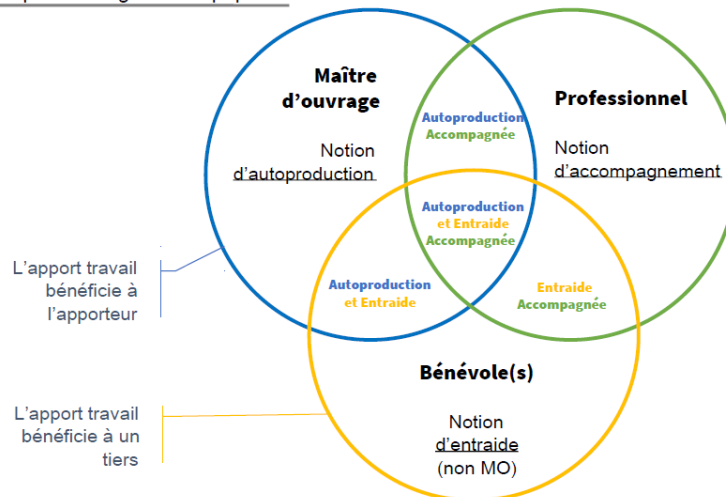 Maître
d'ouvrage
Notion
d'autoproduction
Autoproduction
Accompagnée
Professionnel
Notion
d'accompagnement
Autoproduction
et Entraide
Accompagnée
L'apport travail
bénéficie à
l'apporteur
Autoproduction
et Entraide
Entraide
Accompagnée
Bénévole(s)
Notion
d'entraide
(non MO)
L'apport travail
bénéficie à un
tiers